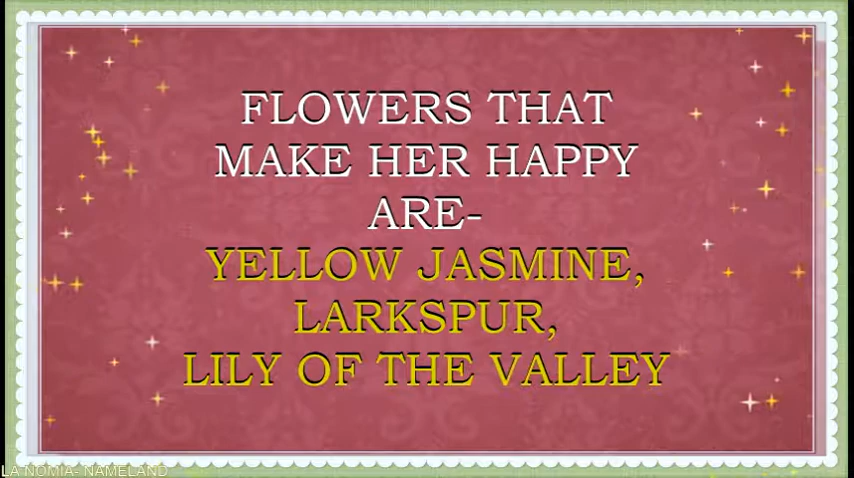 FLOWERS THAT
MAKE HER HAPPY
ARE-
YELLOW JASMINE,
LARKSPUR,
LILY OF THE VALLEY
LA NOMIA- NAMELAND